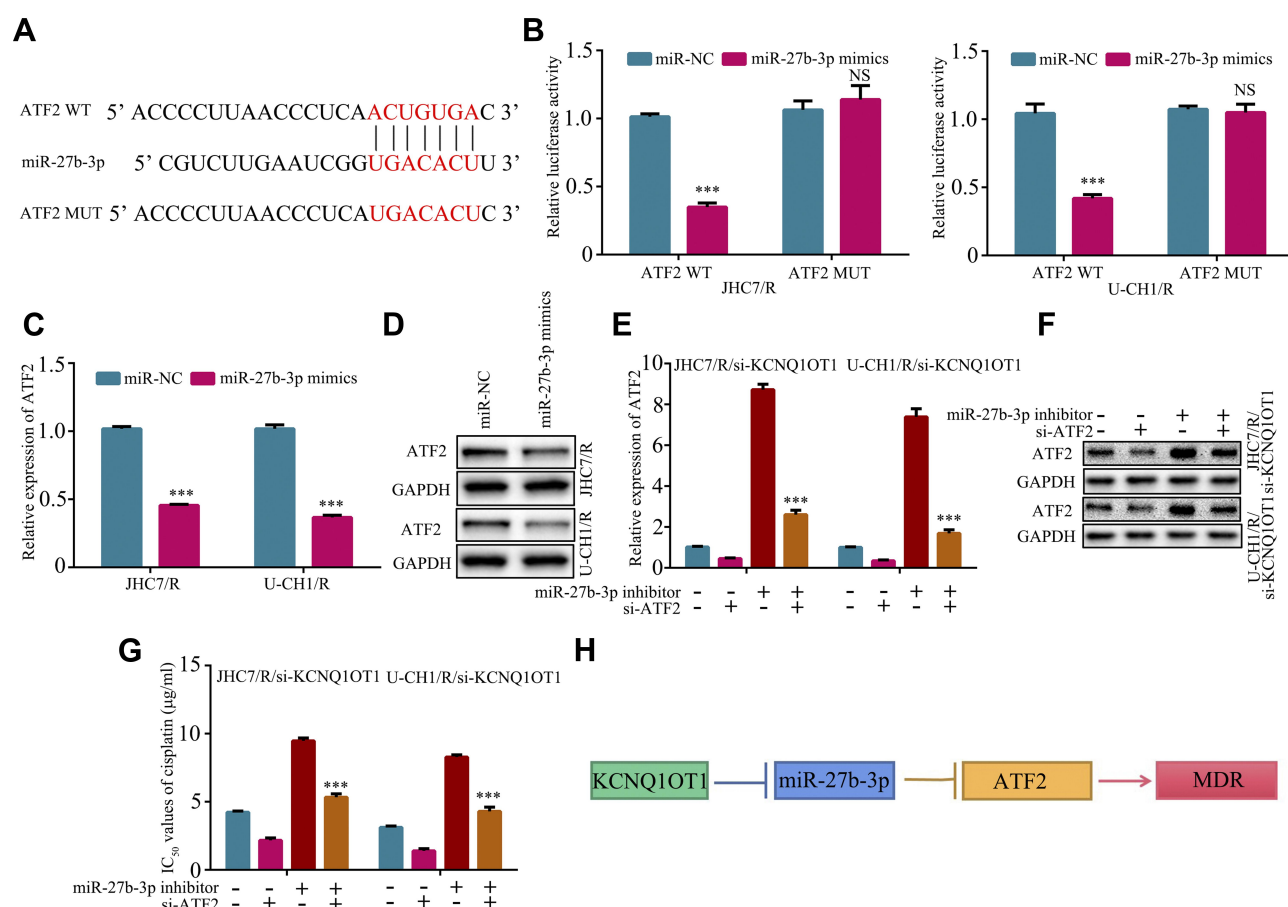 A
ATF2 WT 5’ ACCCCUUAACCCUCAACUGUGAC 3’
miR-27b-3p 5’ CGUCUUGAAUCGGUGACACUU 3’
ATF2 MUT 5’ ACCCCUUAACCCUCAUGACACUC 3’
B
Relative luciferase activity
1.5
1.0
0.5
0
miR-NC miR-27b-3p mimics
***
NS
ATF2 WT ATF2 MUT
JHC7/R
Relative luciferase activity
1.5
1.0
0.5
0
miR-NC miR-27b-3p mimics
***
NS
ATF2 WT ATF2 MUT
U-CH1/R
C
Relative expression of ATF2
1.5
1.0
0.5
0
miR-NC miR-27b-3p mimics
*** ***
JHC7/R U-CH1/R
D
miR-NC
miR-27b-3p mimics
ATF2
GAPDH
JHC7/R
ATF2
GAPDH
U-CH1/R
E
Relative expression of ATF2
10
8
6
4
2
0
JHC7/R/si-KCNQ1OT1 U-CH1/R/si-KCNQ1OT1
*** ***
miR-27b-3p inhibitor - - + + - - + +
si-ATF2 - + - + - + - +
F
miR-27b-3p inhibitor - - + +
si-ATF2 - + - +
ATF2
GAPDH
JHC7/R/
si-KCNQ1OT1
ATF2
GAPDH
U-CH1/R/
si-KCNQ1OT1
G
IC50 values of cisplatin (μg/ml)
15
10
5
0
JHC7/R/si-KCNQ1OT1 U-CH1/R/si-KCNQ1OT1
*** ***
miR-27b-3p inhibitor - - + + - - + +
si-ATF2 - + - + - + - +
H
KCNQ1OT1 miR-27b-3p ATF2 MDR